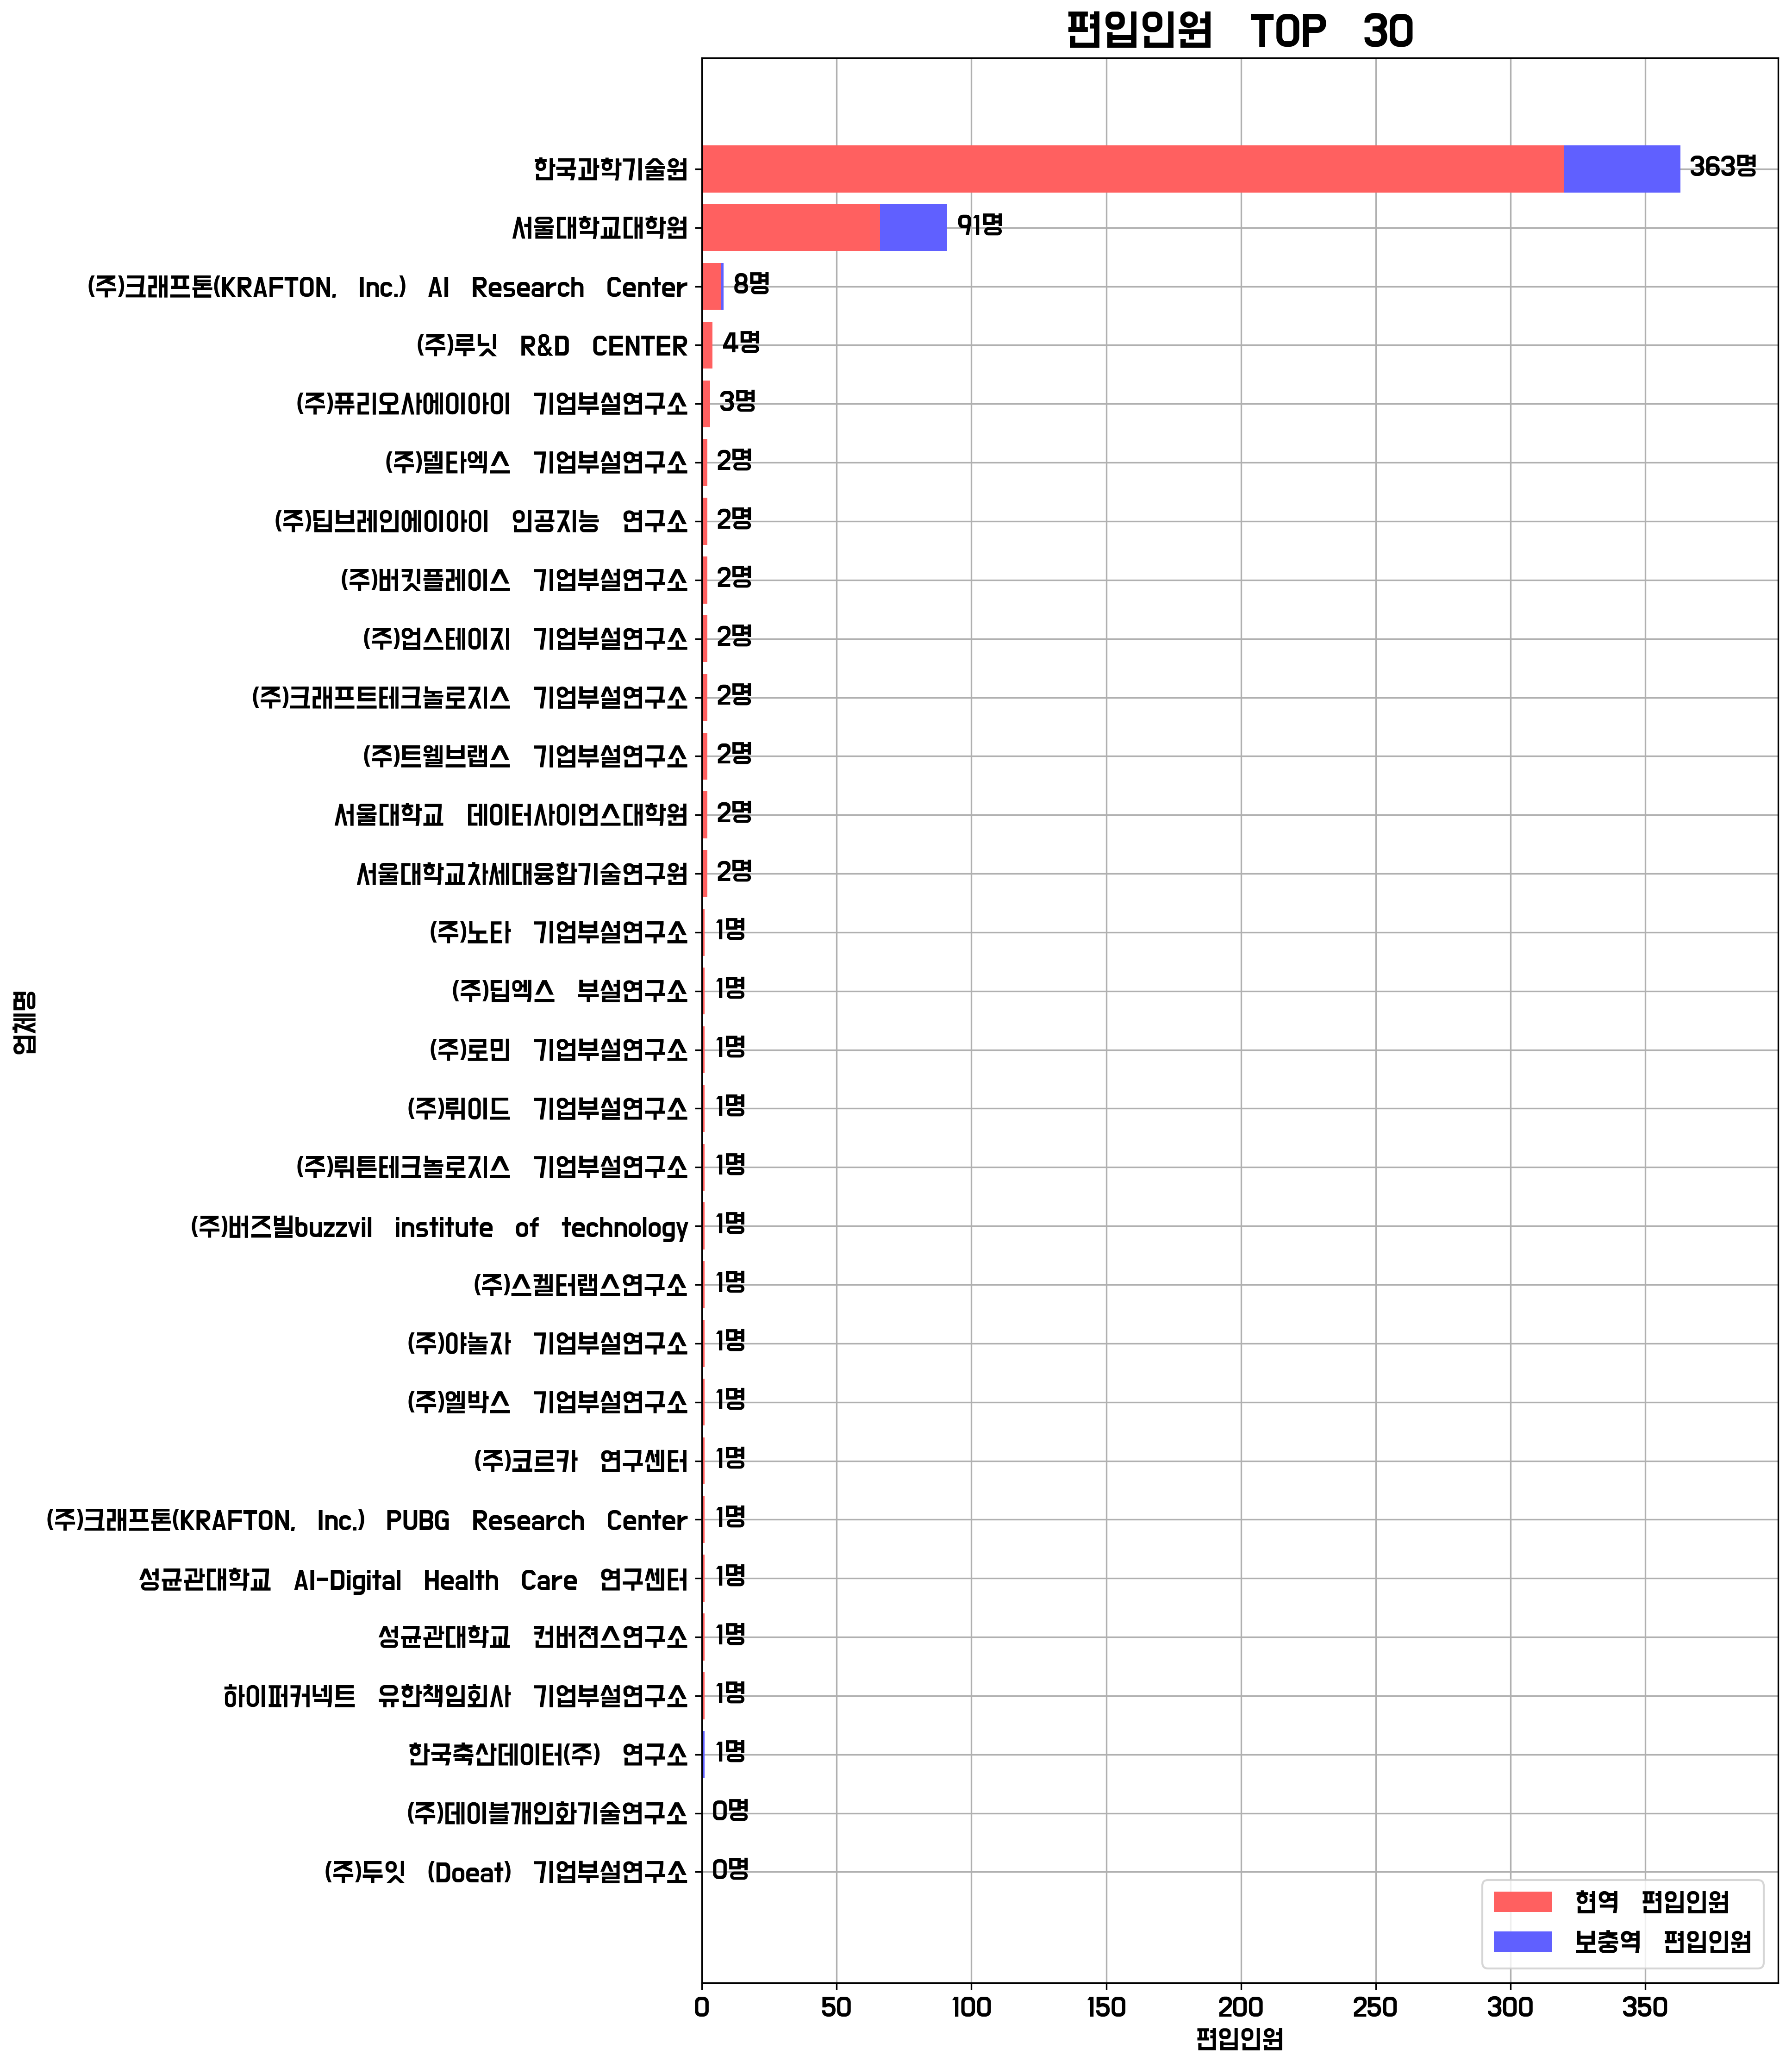 편입인원 TOP 30
한국과학기술원 363명
서울대학교대학원 91명
(주)크래프톤(KRAFTON, Inc.) AI Research Center 8명
(주)루닛 R&D CENTER 4명
(주)퓨리오사에이아이 기업부설연구소 3명
(주)델타엑스 기업부설연구소 2명
(주)딥브레인에이아이 인공지능 연구소 2명
(주)버킷플레이스 기업부설연구소 2명
(주)업스테이지 기업부설연구소 2명
(주)크래프트테크놀로지스 기업부설연구소 2명
(주)트웰브랩스 기업부설연구소 2명
서울대학교 데이터사이언스대학원 2명
서울대학교차세대융합기술연구원 2명
(주)노타 기업부설연구소 1명
(주)딥엑스 부설연구소 1명
(주)로민 기업부설연구소 1명
(주)뤼이드 기업부설연구소 1명
(주)뤼튼테크놀로지스 기업부설연구소 1명
(주)버즈빌buzzvil institute of technology 1명
(주)스켈터랩스연구소 1명
(주)야놀자 기업부설연구소 1명
(주)엘박스 기업부설연구소 1명
(주)코르카 연구센터 1명
(주)크래프톤(KRAFTON, Inc.) PUBG Research Center 1명
성균관대학교 AI-Digital Health Care 연구센터 1명
성균관대학교 컨버젼스연구소 1명
하이퍼커넥트 유한책임회사 기업부설연구소 1명
한국축산데이터(주) 연구소 1명
(주)데이블개인화기술연구소 0명
(주)두잇 (Doeat) 기업부설연구소 0명
업체명
현역 편입인원
보충역 편입인원
0 50 100 150 200 250 300 350
편입인원